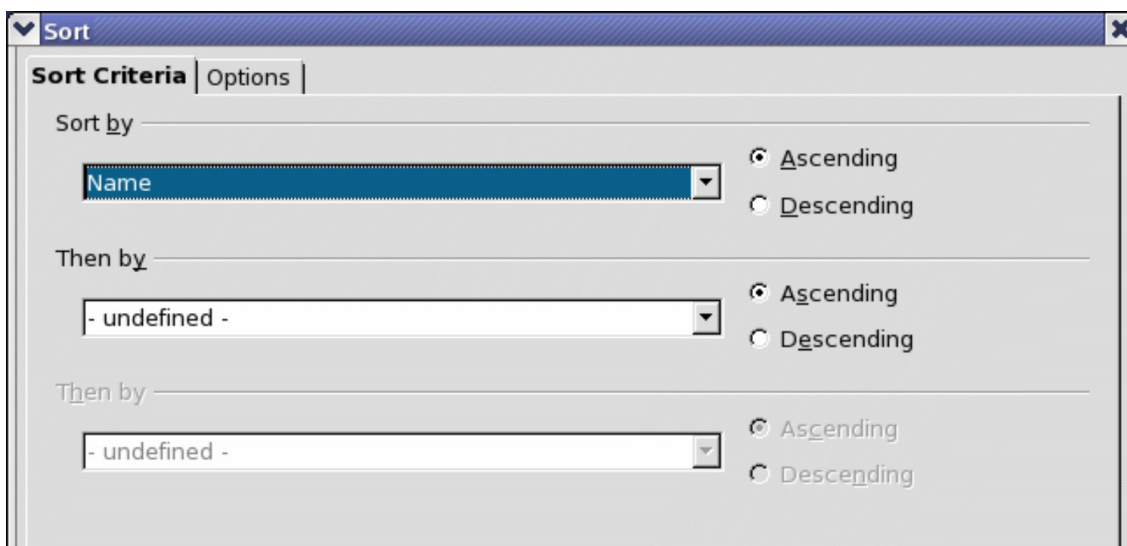 Sort
Sort Criteria Options
Sort by
Name
Ascending
Descending
Then by
- undefined -
Ascending
Descending
Then by
- undefined -
Ascending
Descending